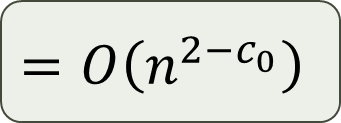 = O(n^{2−c_0})